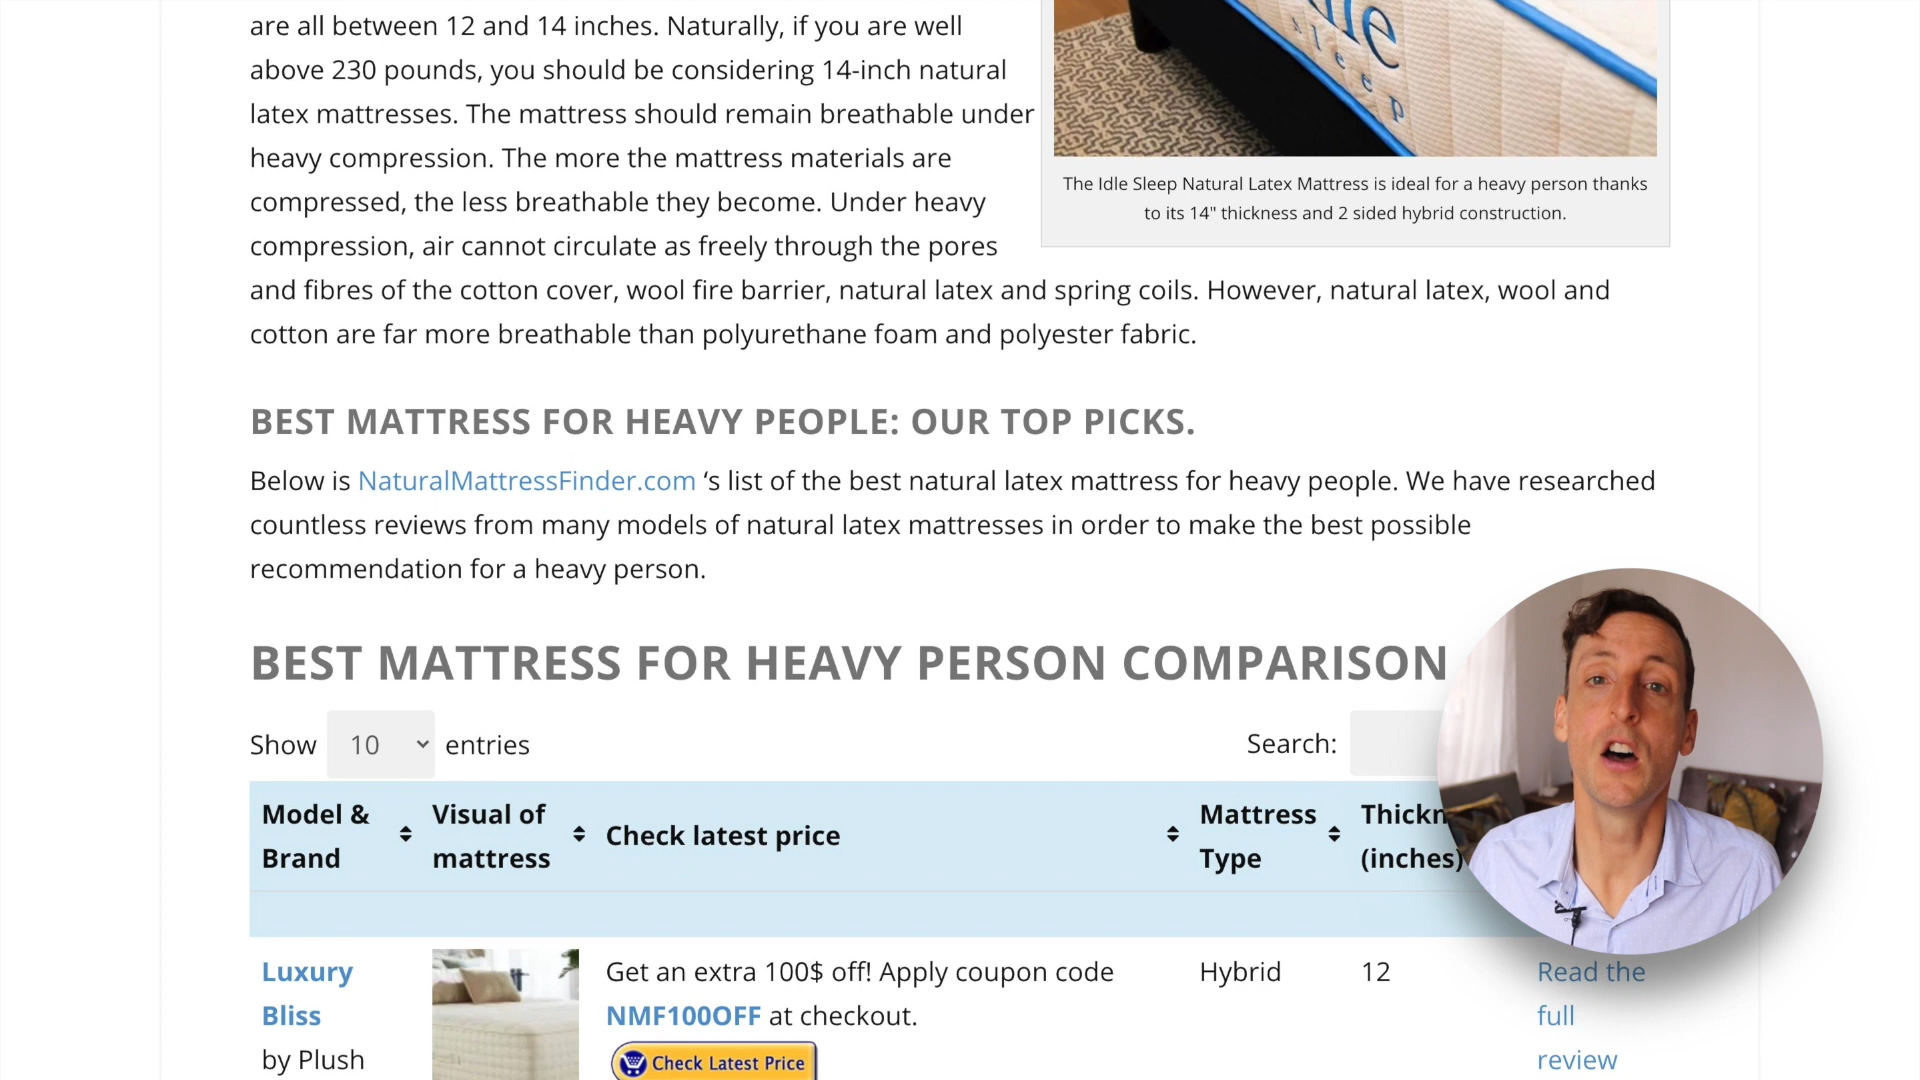 are all between 12 and 14 inches. Naturally, if you are well
above 230 pounds, you should be considering 14-inch natural
latex mattresses. The mattress should remain breathable under
heavy compression. The more the mattress materials are
compressed, the less breathable they become. Under heavy
compression, air cannot circulate as freely through the pores
and fibres of the cotton cover, wool fire barrier, natural latex and spring coils. However, natural latex, wool and
cotton are far more breathable than polyurethane foam and polyester fabric.
sleep
The Idle Sleep Natural Latex Mattress is ideal for a heavy person thanks
to its 14" thickness and 2 sided hybrid construction.
BEST MATTRESS FOR HEAVY PEOPLE: OUR TOP PICKS.
Below is NaturalMattressFinder.com ‘s list of the best natural latex mattress for heavy people. We have researched
countless reviews from many models of natural latex mattresses in order to make the best possible
recommendation for a heavy person.
BEST MATTRESS FOR HEAVY PERSON COMPARISON
Show 10 entries
Search:
Model &
Brand
Visual of
mattress
Check latest price
Mattress
Type
(inches)
Luxury
Bliss
by Plush
Get an extra 100$ off! Apply coupon code
NMF100OFF at checkout.
Check Latest Price
Hybrid
12
Read the
full
review